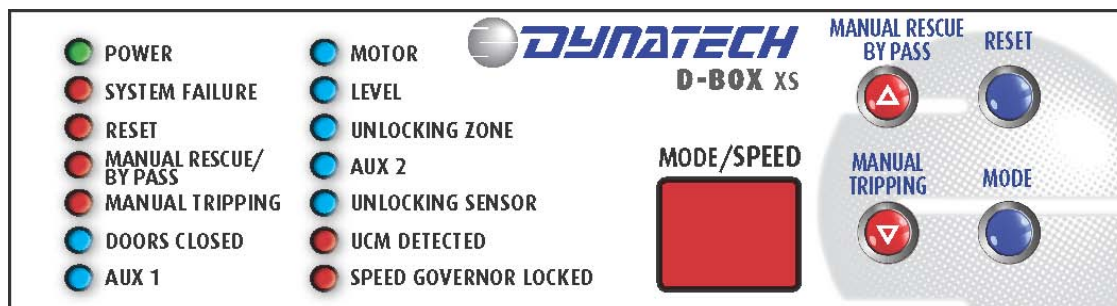 POWER
SYSTEM FAILURE
RESET
MANUAL RESCUE/
BY PASS
MANUAL TRIPPING
DOORS CLOSED
AUX 1
MOTOR
LEVEL
UNLOCKING ZONE
AUX 2
UNLOCKING SENSOR
UCM DETECTED
SPEED GOVERNOR LOCKED
DYNATECH
D-BOX XS
MODE/SPEED
MANUAL RESCUE
BY PASS
RESET
MANUAL
TRIPPING
MODE